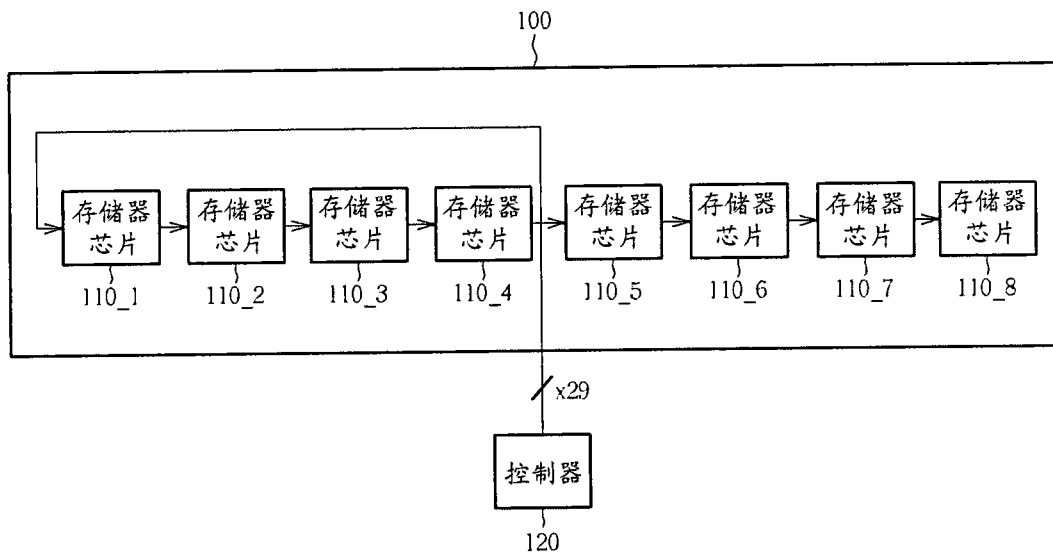 100
存储器
芯片
存储器
芯片
存储器
芯片
存储器
芯片
存储器
芯片
存储器
芯片
存储器
芯片
存储器
芯片
110_1
110_2
110_3
110_4
110_5
110_6
110_7
110_8
x29
控制器
120